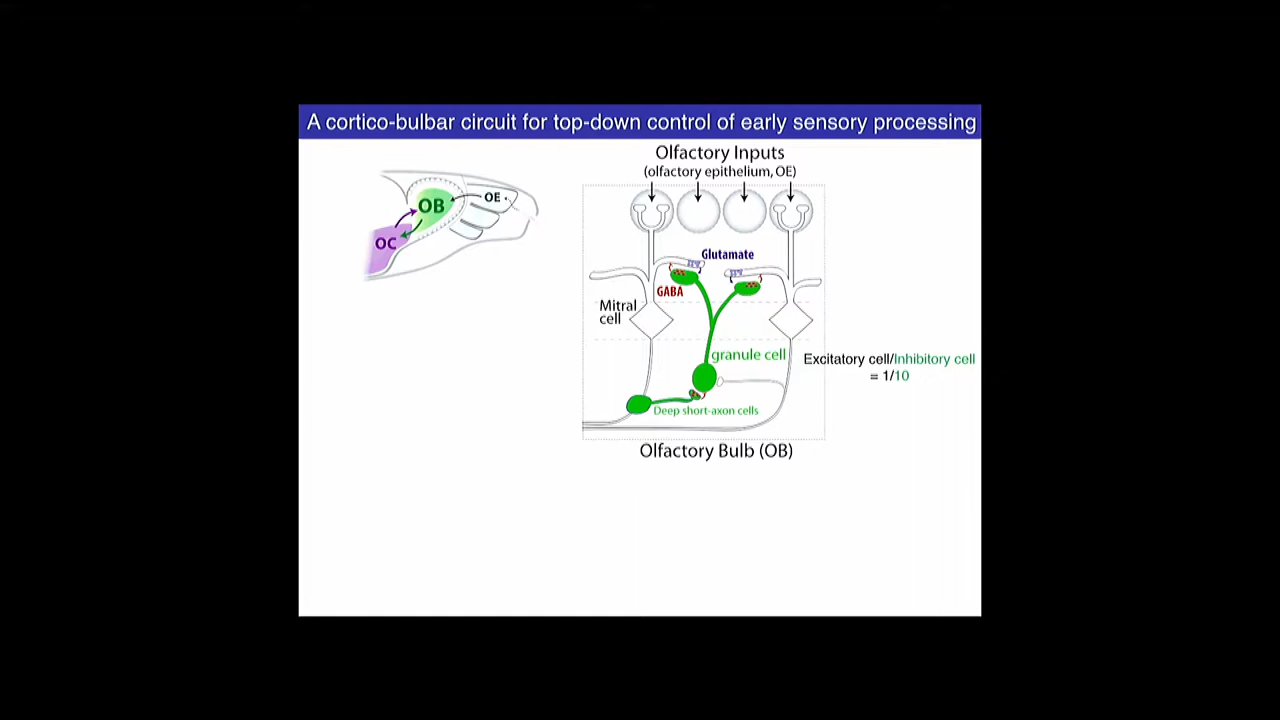 A cortico-bulbar circuit for top-down control of early sensory processing
Olfactory Inputs
(olfactory epithelium, OE)
OB
OE
OC
Glutamate
GABA
Mitral
cell
granule cell
Excitatory cell/Inhibitory cell
= 1/10
Deep short-axon cells
Olfactory Bulb (OB)